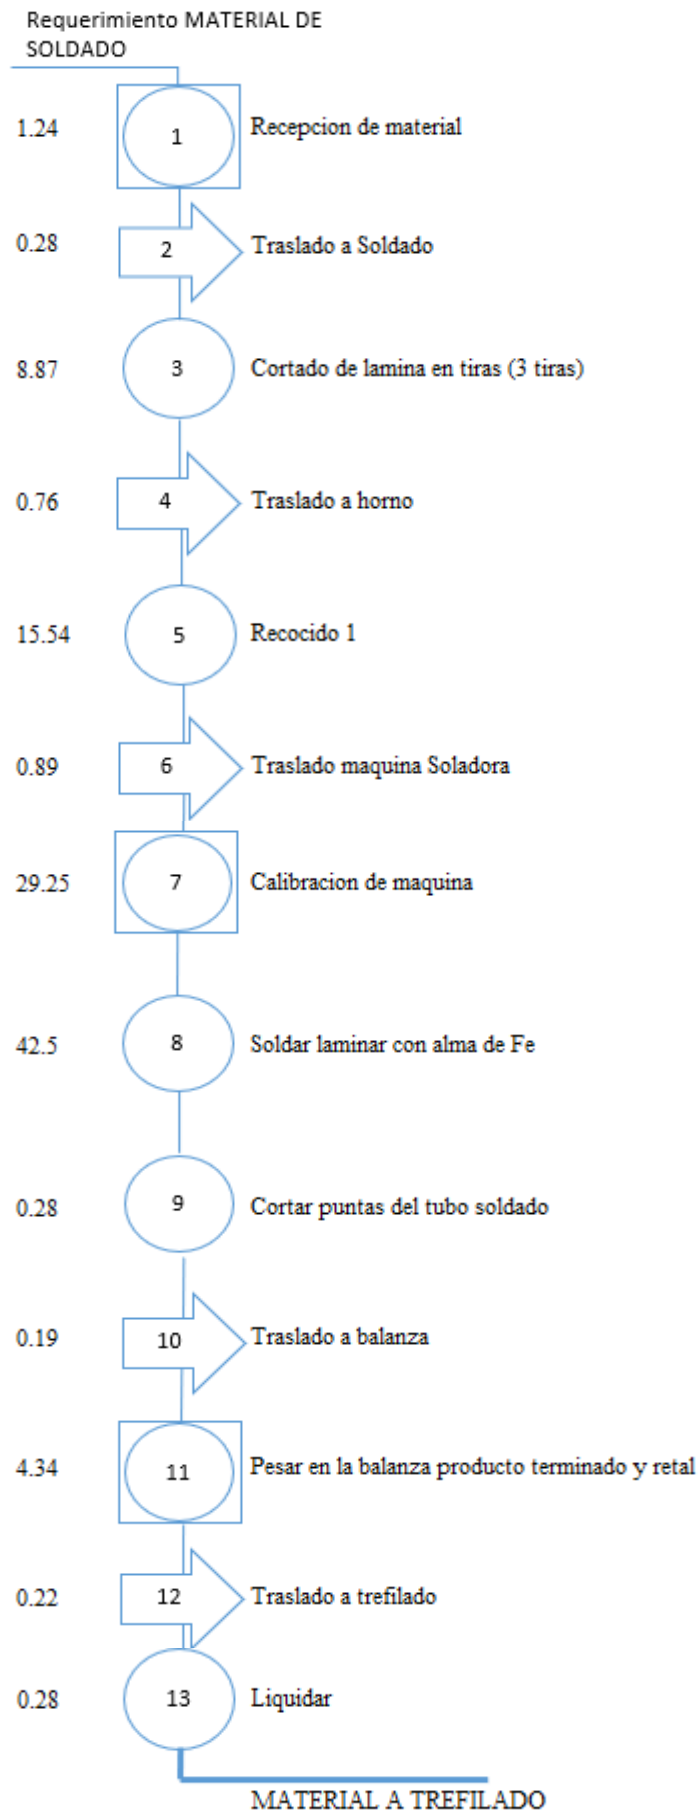 Requerimiento MATERIAL DE
SOLDADO
1.24 1 Recepcion de material
0.28 2 Traslado a Soldado
8.87 3 Cortado de lamina en tiras (3 tiras)
0.76 4 Traslado a horno
15.54 5 Recocido 1
0.89 6 Traslado maquina Soladora
29.25 7 Calibracion de maquina
42.5 8 Soldar laminar con alma de Fe
0.28 9 Cortar puntas del tubo soldado
0.19 10 Traslado a balanza
4.34 11 Pesar en la balanza producto terminado y retal
0.22 12 Traslado a trefilado
0.28 13 Liquidar
MATERIAL A TREFILADO